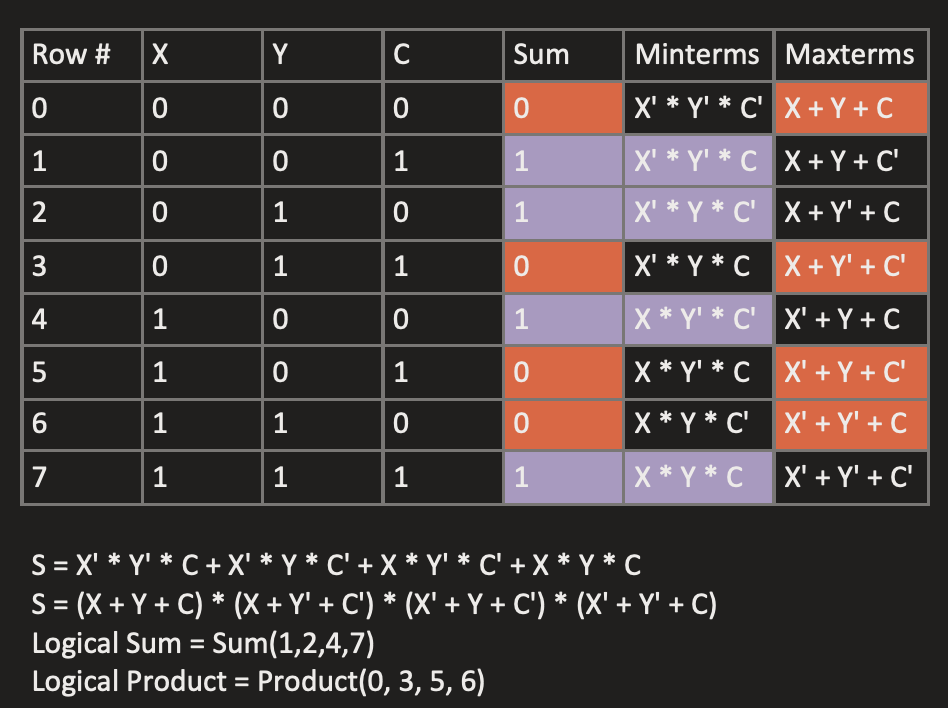 Row # X Y C Sum Minterms Maxterms
0 0 0 0 0 X' * Y' * C' X + Y + C
1 0 0 1 1 X' * Y' * C X + Y + C'
2 0 1 0 1 X' * Y * C' X + Y' + C
3 0 1 1 0 X' * Y * C X + Y' + C'
4 1 0 0 1 X * Y' * C' X' + Y + C
5 1 0 1 0 X * Y' * C X' + Y + C'
6 1 1 0 0 X * Y * C' X' + Y' + C
7 1 1 1 1 X * Y * C X' + Y' + C'
S = X' * Y' * C + X' * Y * C' + X * Y' * C' + X * Y * C
S = (X + Y + C) * (X + Y' + C') * (X' + Y + C') * (X' + Y' + C)
Logical Sum = Sum(1,2,4,7)
Logical Product = Product(0, 3, 5, 6)